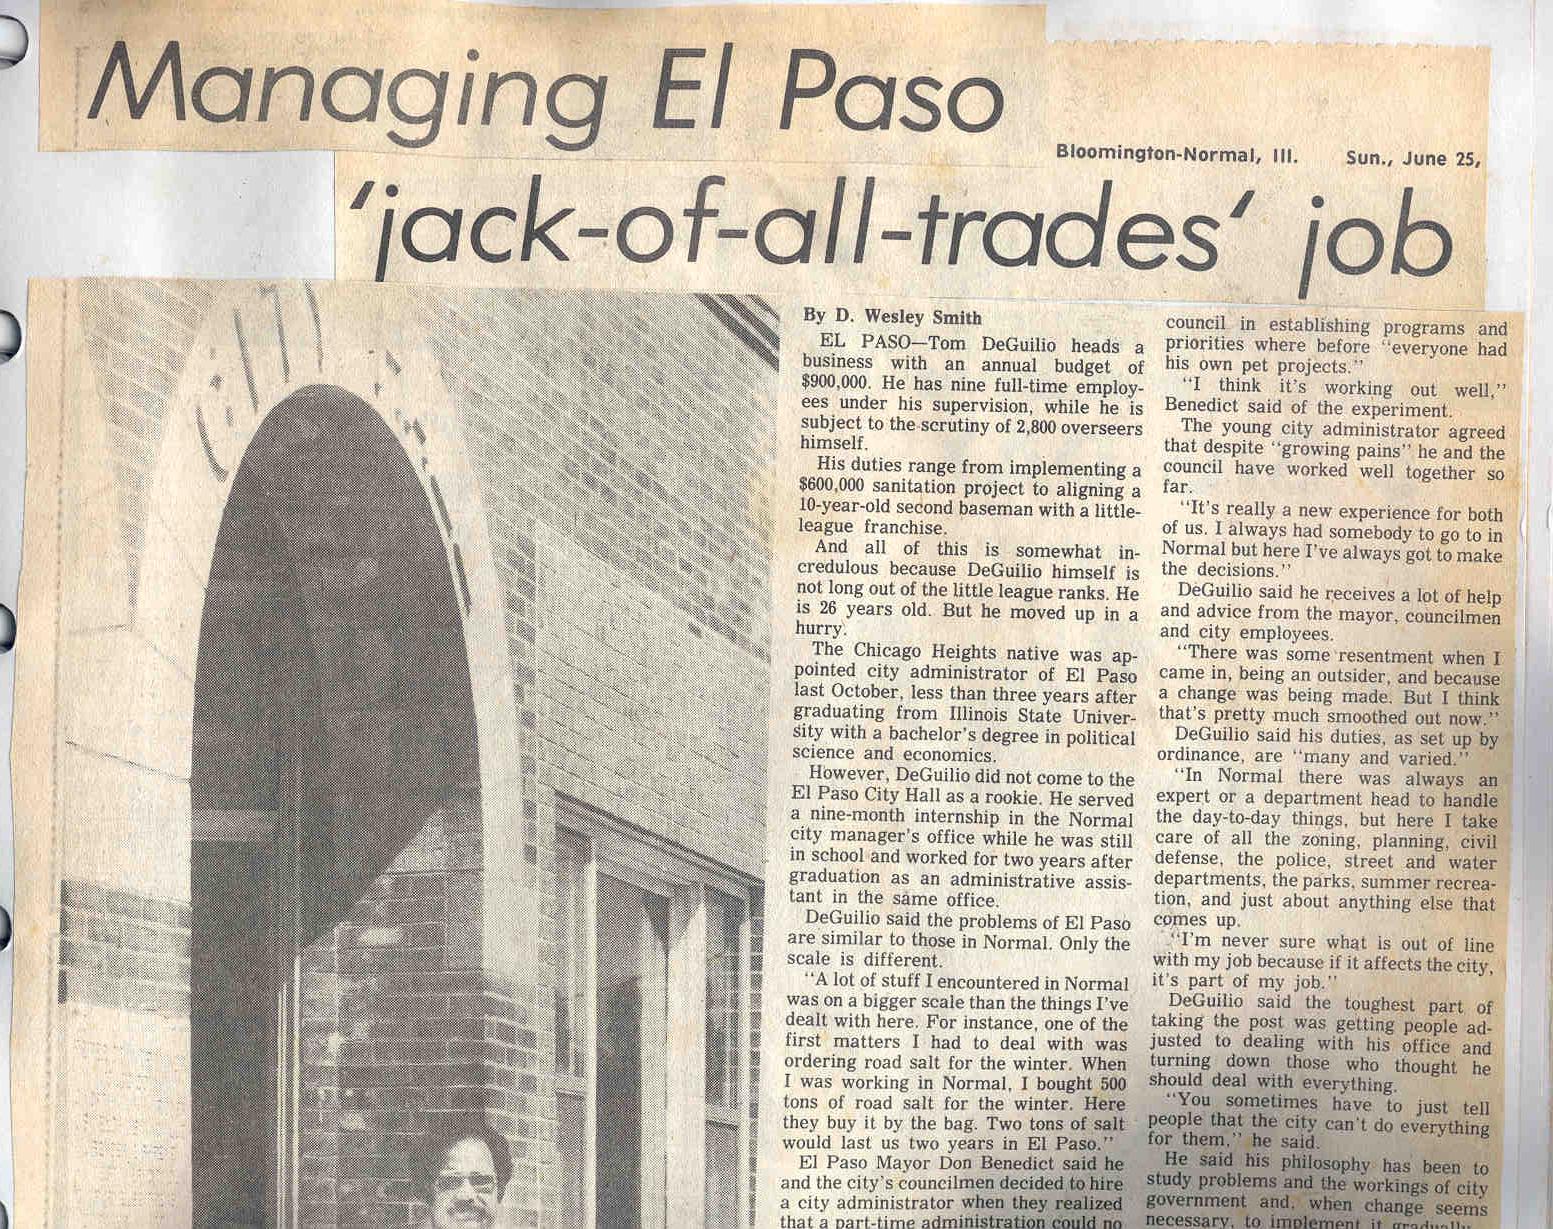 Managing El Paso
Bloomington-Normal, Ill. Sun., June 25,
'jack-of-all-trades' job
By D. Wesley Smith
EL PASO—Tom DeGuilio heads a
business with an annual budget of
$900,000. He has nine full-time employ-
ees under his supervision, while he is
subject to the scrutiny of 2,800 overseers
himself.
His duties range from implementing a
$600,000 sanitation project to aligning a
10-year-old second baseman with a little-
league franchise.
And all of this is somewhat in-
credulous because DeGuilio himself is
not long out of the little league ranks. He
is 26 years old. But he moved up in a
hurry.
The Chicago Heights native was ap-
pointed city administrator of El Paso
last October, less than three years after
graduating from Illinois State Univer-
sity with a bachelor's degree in political
science and economics.
However, DeGuilio did not come to the
El Paso City Hall as a rookie. He served
a nine-month internship in the Normal
city manager's office while he was still
in school and worked for two years after
graduation as an administrative assis-
tant in the same office.
DeGuilio said the problems of El Paso
are similar to those in Normal. Only the
scale is different.
"A lot of stuff I encountered in Normal
was on a bigger scale than the things I've
dealt with here. For instance, one of the
first matters I had to deal with was
ordering road salt for the winter. When
I was working in Normal, I bought 500
tons of road salt for the winter. Here
they buy it by the bag. Two tons of salt
would last us two years in El Paso."
El Paso Mayor Don Benedict said he
and the city's councilmen decided to hire
a city administrator when they realized
that a part-time administration could no
council in establishing programs and
priorities where before "everyone had
his own pet projects."
"I think it's working out well,"
Benedict said of the experiment.
The young city administrator agreed
that despite "growing pains" he and the
council have worked well together so
far.
"It's really a new experience for both
of us. I always had somebody to go to in
Normal but here I've always got to make
the decisions."
DeGuilio said he receives a lot of help
and advice from the mayor, councilmen
and city employees.
"There was some resentment when I
came in, being an outsider, and because
a change was being made. But I think
that's pretty much smoothed out now."
DeGuilio said his duties, as set up by
ordinance, are "many and varied."
"In Normal there was always an
expert or a department head to handle
the day-to-day things, but here I take
care of all the zoning, planning, civil
defense, the police, street and water
departments, the parks, summer recrea-
tion, and just about anything else that
comes up.
"I'm never sure what is out of line
with my job because if it affects the city,
it's part of my job."
DeGuilio said the toughest part of
taking the post was getting people ad-
justed to dealing with his office and
turning down those who thought he
should deal with everything.
"You sometimes have to just tell
people that the city can't do everything
for them," he said.
He said his philosophy has been to
study problems and the workings of city
government and, when change seems
necessary, to implement it gradually.